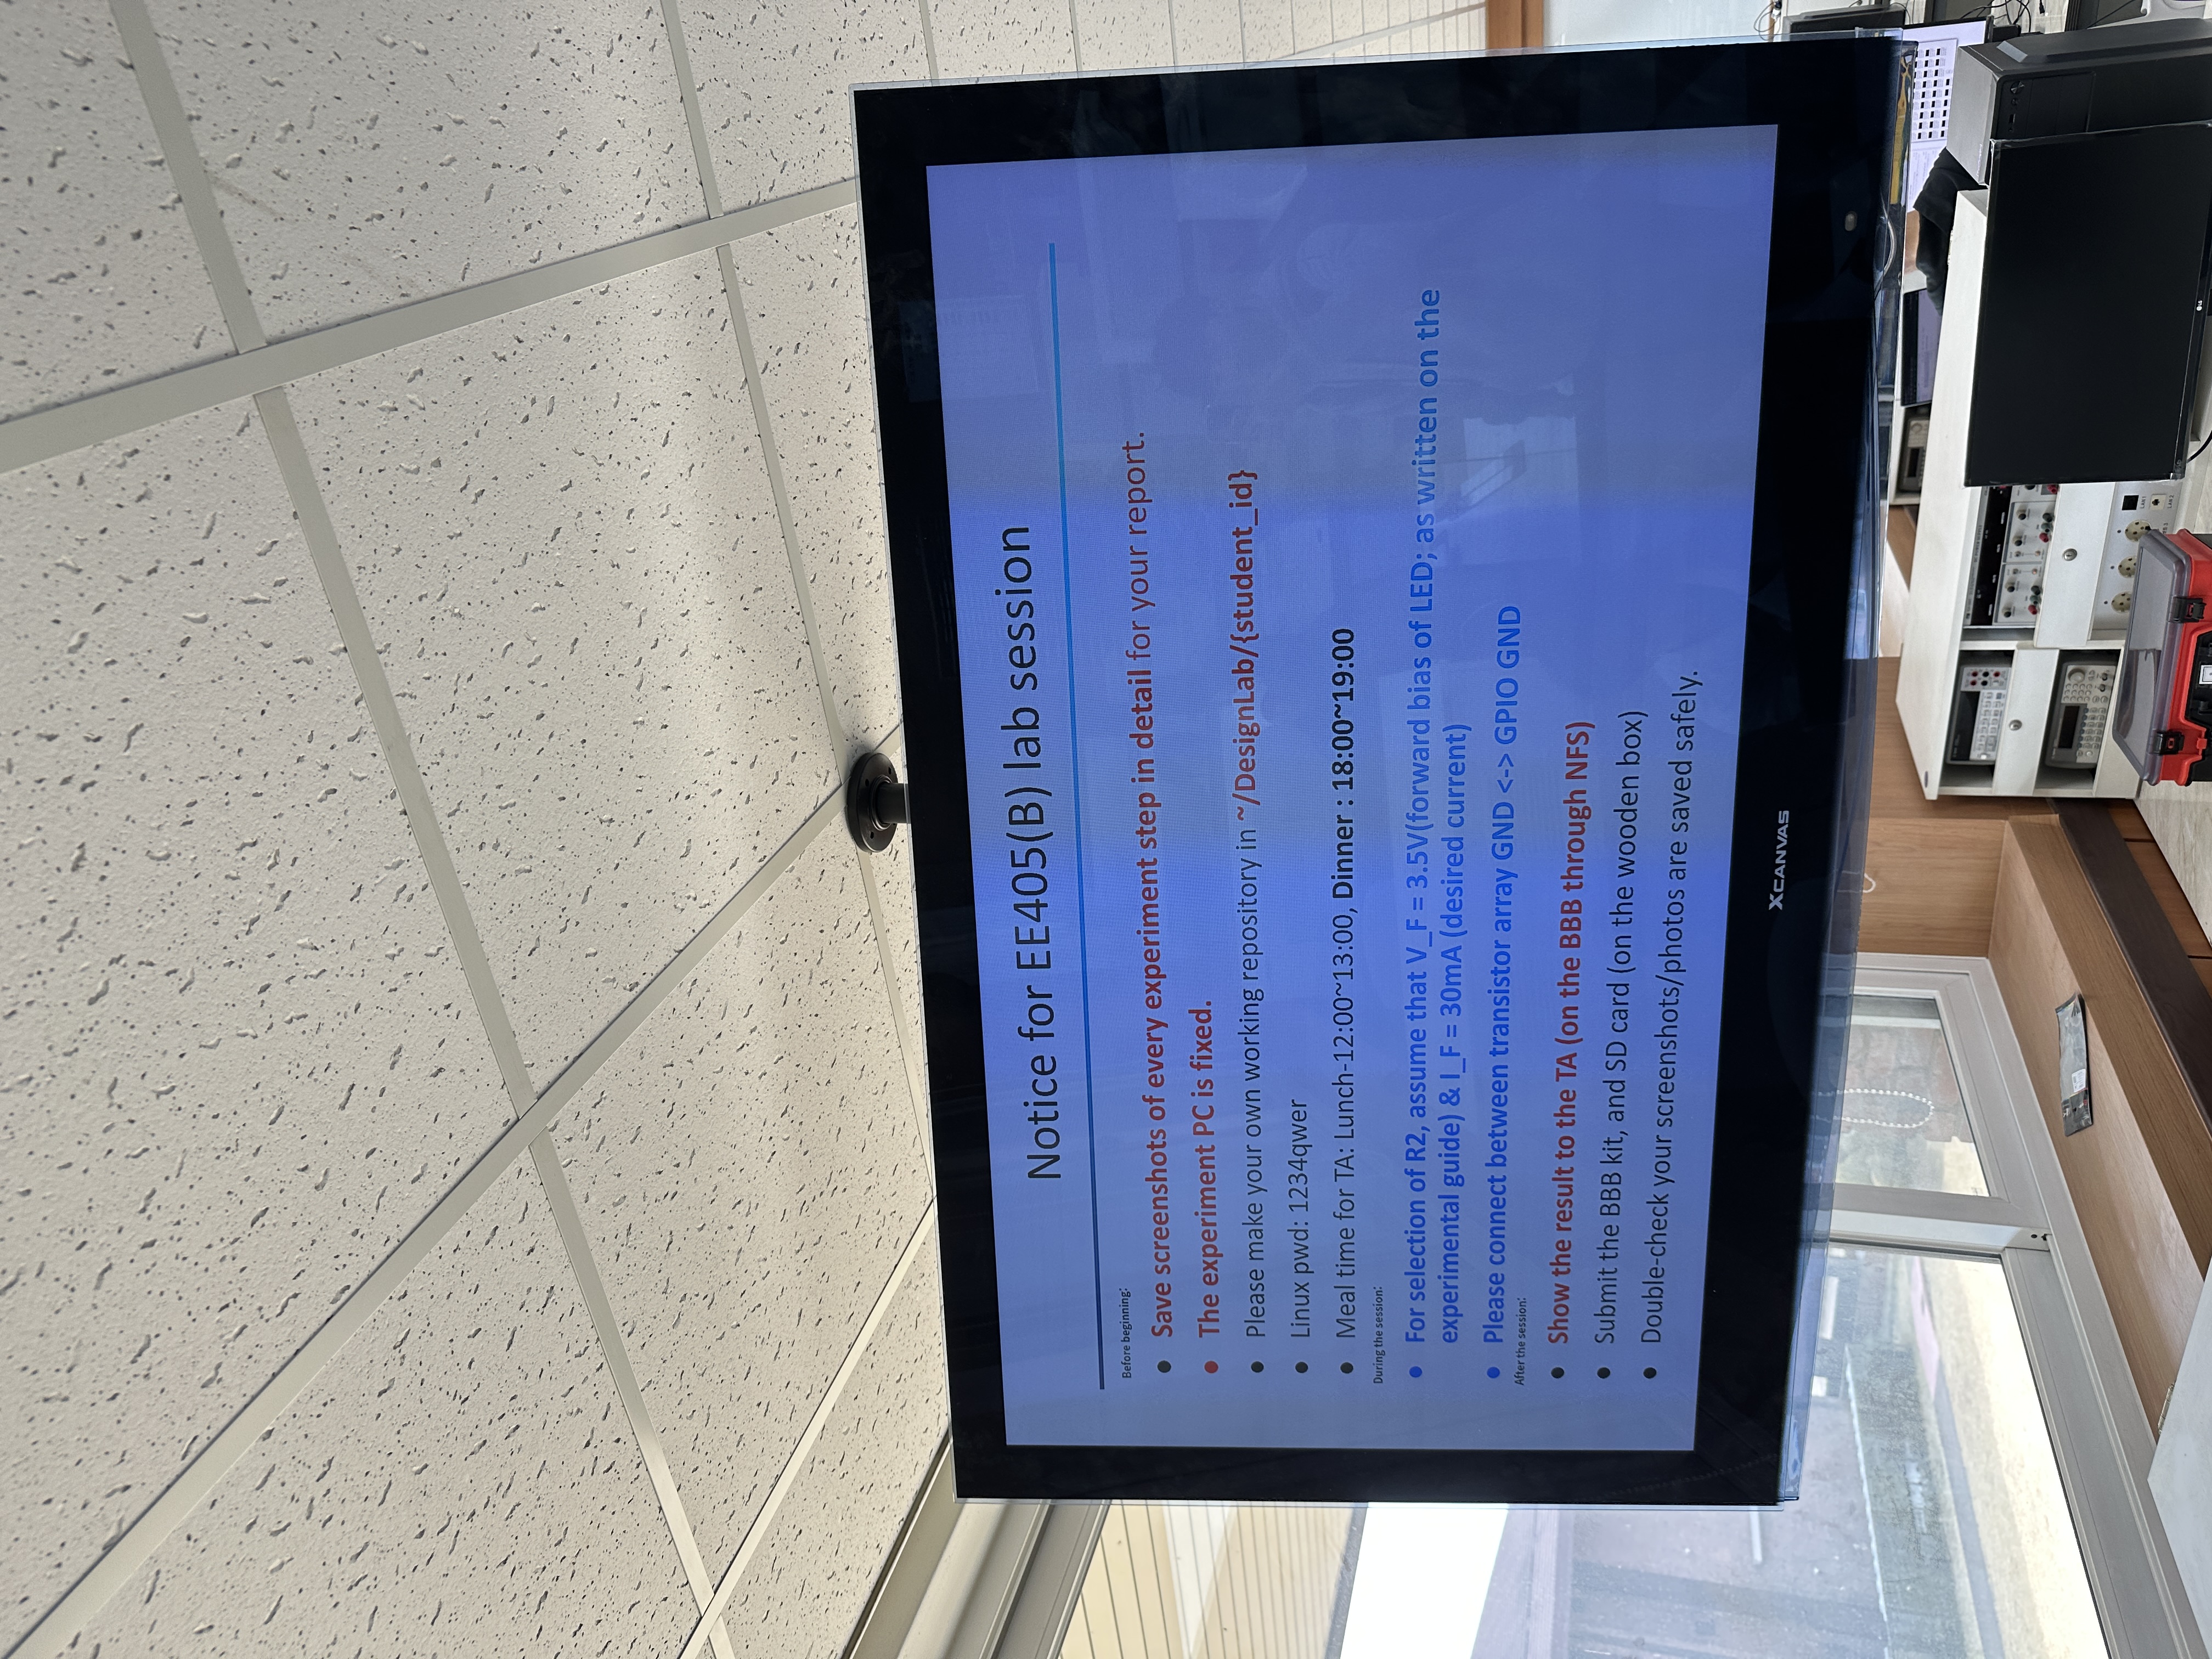 Notice for EE405(B) lab session
Before beginning:
● Save screenshots of every experiment step in detail for your report.
● The experiment PC is fixed.
● Please make your own working repository in ~/DesignLab/{student_id}
● Linux pwd: 1234qwer
● Meal time for TA: Lunch-12:00~13:00, Dinner : 18:00~19:00
During the session:
● For selection of R2, assume that V_F = 3.5V(forward bias of LED; as written on the
experimental guide) & I_F = 30mA (desired current)
● Please connect between transistor array GND <-> GPIO GND
After the session:
● Show the result to the TA (on the BBB through NFS)
● Submit the BBB kit, and SD card (on the wooden box)
● Double-check your screenshots/photos are saved safely.
XCANVAS
LAN1
LAN2
LG